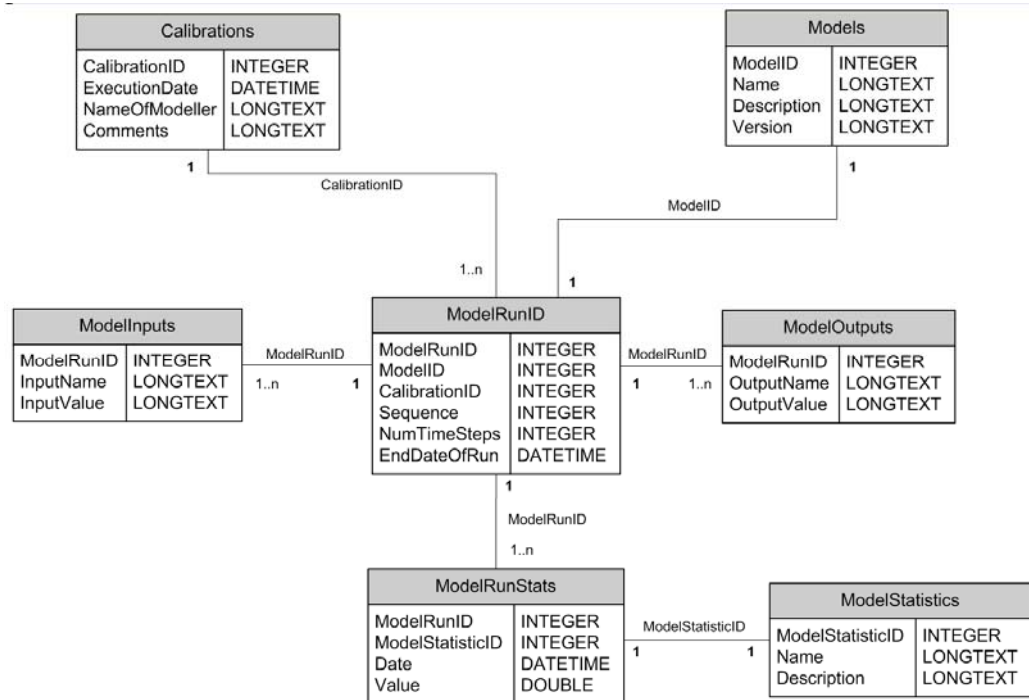 Calibrations
CalibrationID INTEGER
ExecutionDate DATETIME
NameOfModeller LONGTEXT
Comments LONGTEXT
Models
ModelID INTEGER
Name LONGTEXT
Description LONGTEXT
Version LONGTEXT
1
CalibrationID
1..n
1
ModelID
1
ModelInputs
ModelRunID INTEGER
InputName LONGTEXT
InputValue LONGTEXT
ModelRunID
1..n
1
ModelRunID
ModelRunID INTEGER
ModelID INTEGER
CalibrationID INTEGER
Sequence INTEGER
NumTimeSteps INTEGER
EndDateOfRun DATETIME
ModelRunID
1
1..n
ModelOutputs
ModelRunID INTEGER
OutputName LONGTEXT
OutputValue LONGTEXT
1
ModelRunID
1..n
ModelRunStats
ModelRunID INTEGER
ModelStatisticID INTEGER
Date DATETIME
Value DOUBLE
ModelStatisticID
1
1
ModelStatistics
ModelStatisticID INTEGER
Name LONGTEXT
Description LONGTEXT